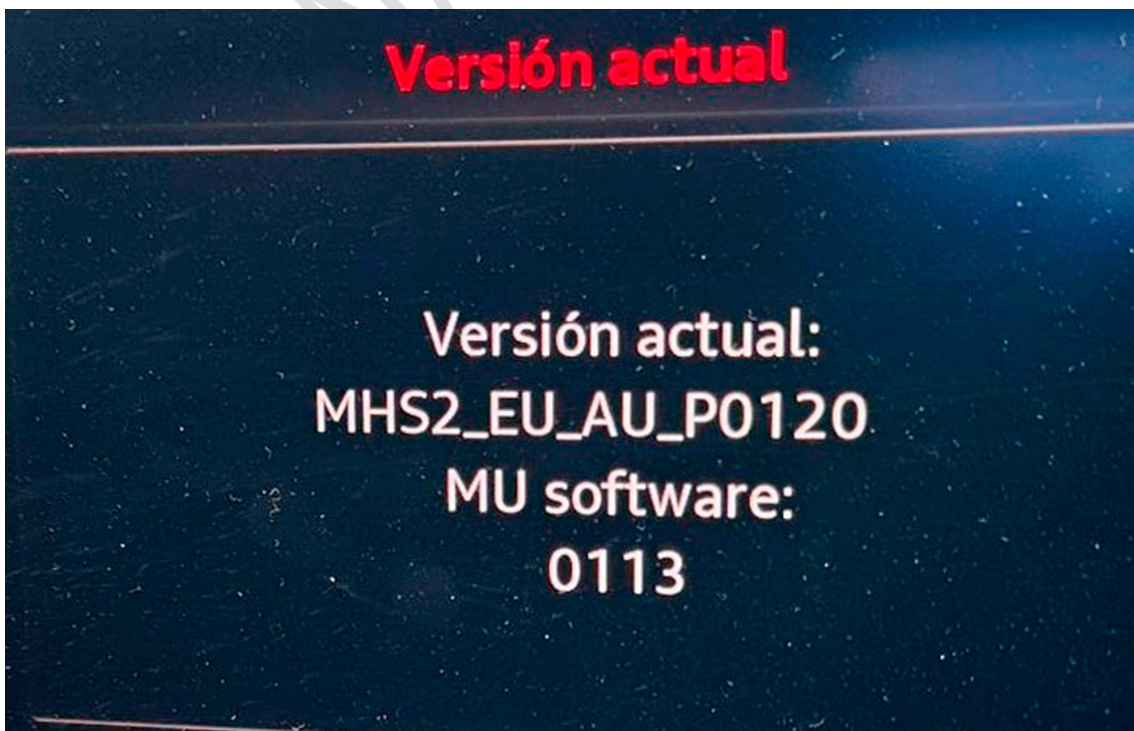 Versión actual
Versión actual:
MHS2_EU_AU_P0120
MU software:
0113